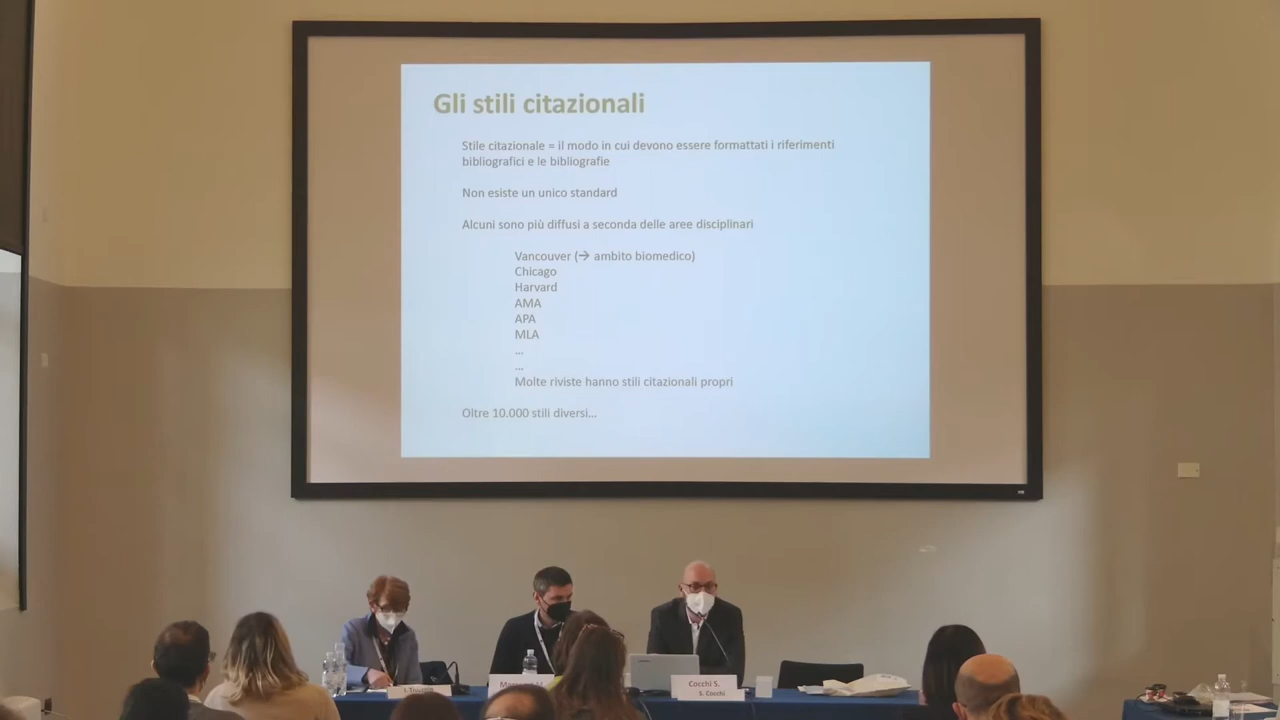 Gli stili citazionali
Stile citazionale = il modo in cui devono essere formattati i riferimenti
bibliografici e le bibliografie
Non esiste un unico standard
Alcuni sono più diffusi a seconda delle aree disciplinari
Vancouver (→ ambito biomedico)
Chicago
Harvard
AMA
APA
MLA
...
...
Molte riviste hanno stili citazionali propri
Oltre 10.000 stili diversi...
Cocchi S.
S. Cocchi